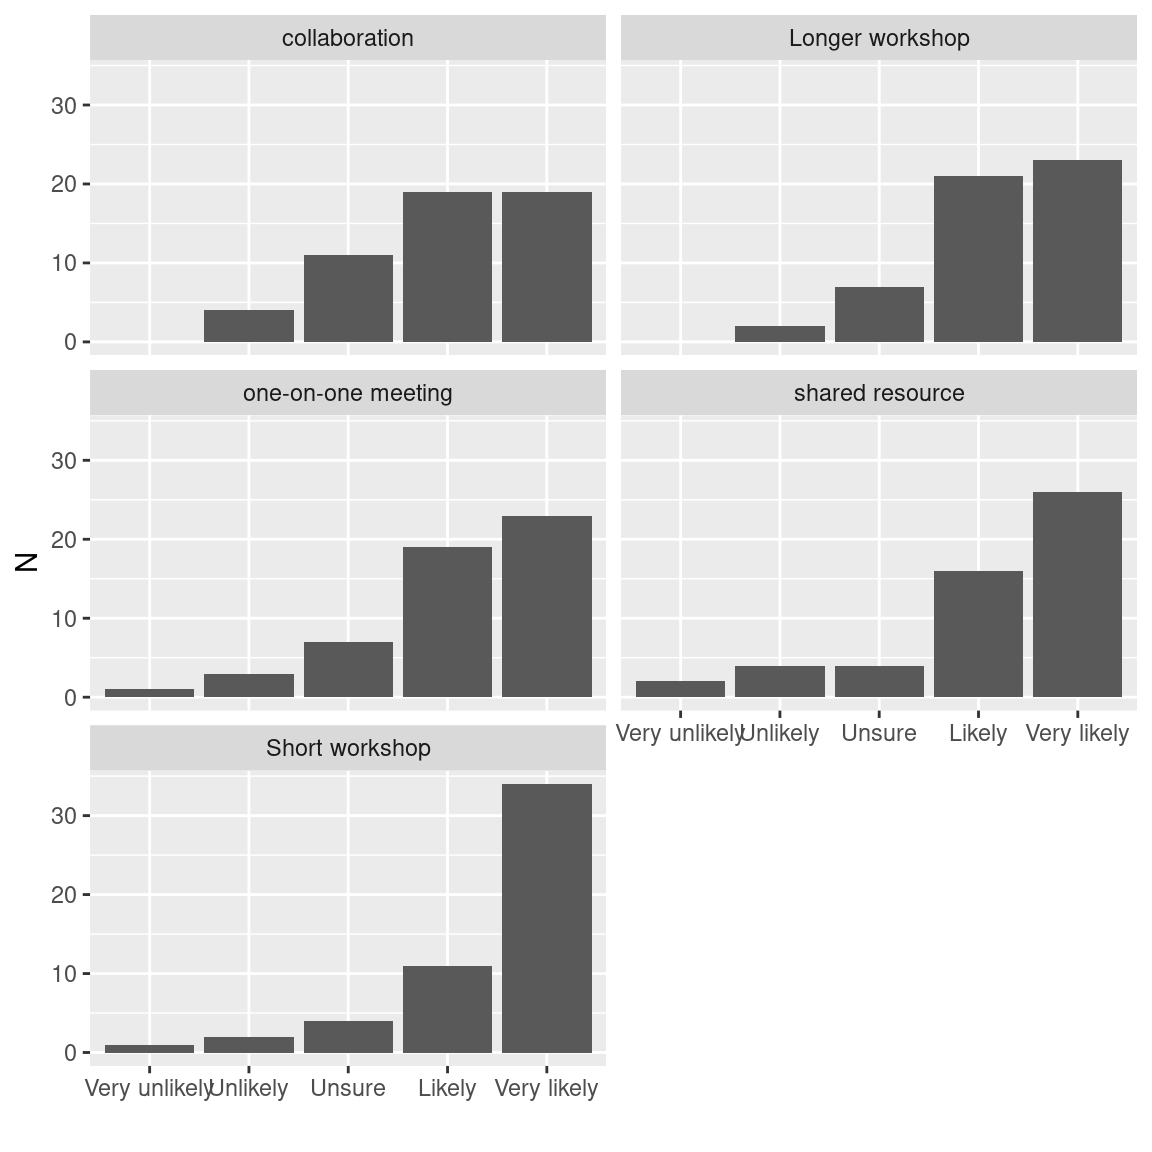 collaboration
Longer workshop
30
20
10
0
one-on-one meeting
shared resource
30
20
10
0
N
Very unlikely Unlikely Unsure Likely Very likely
Short workshop
30
20
10
0
Very unlikely Unlikely Unsure Likely Very likely